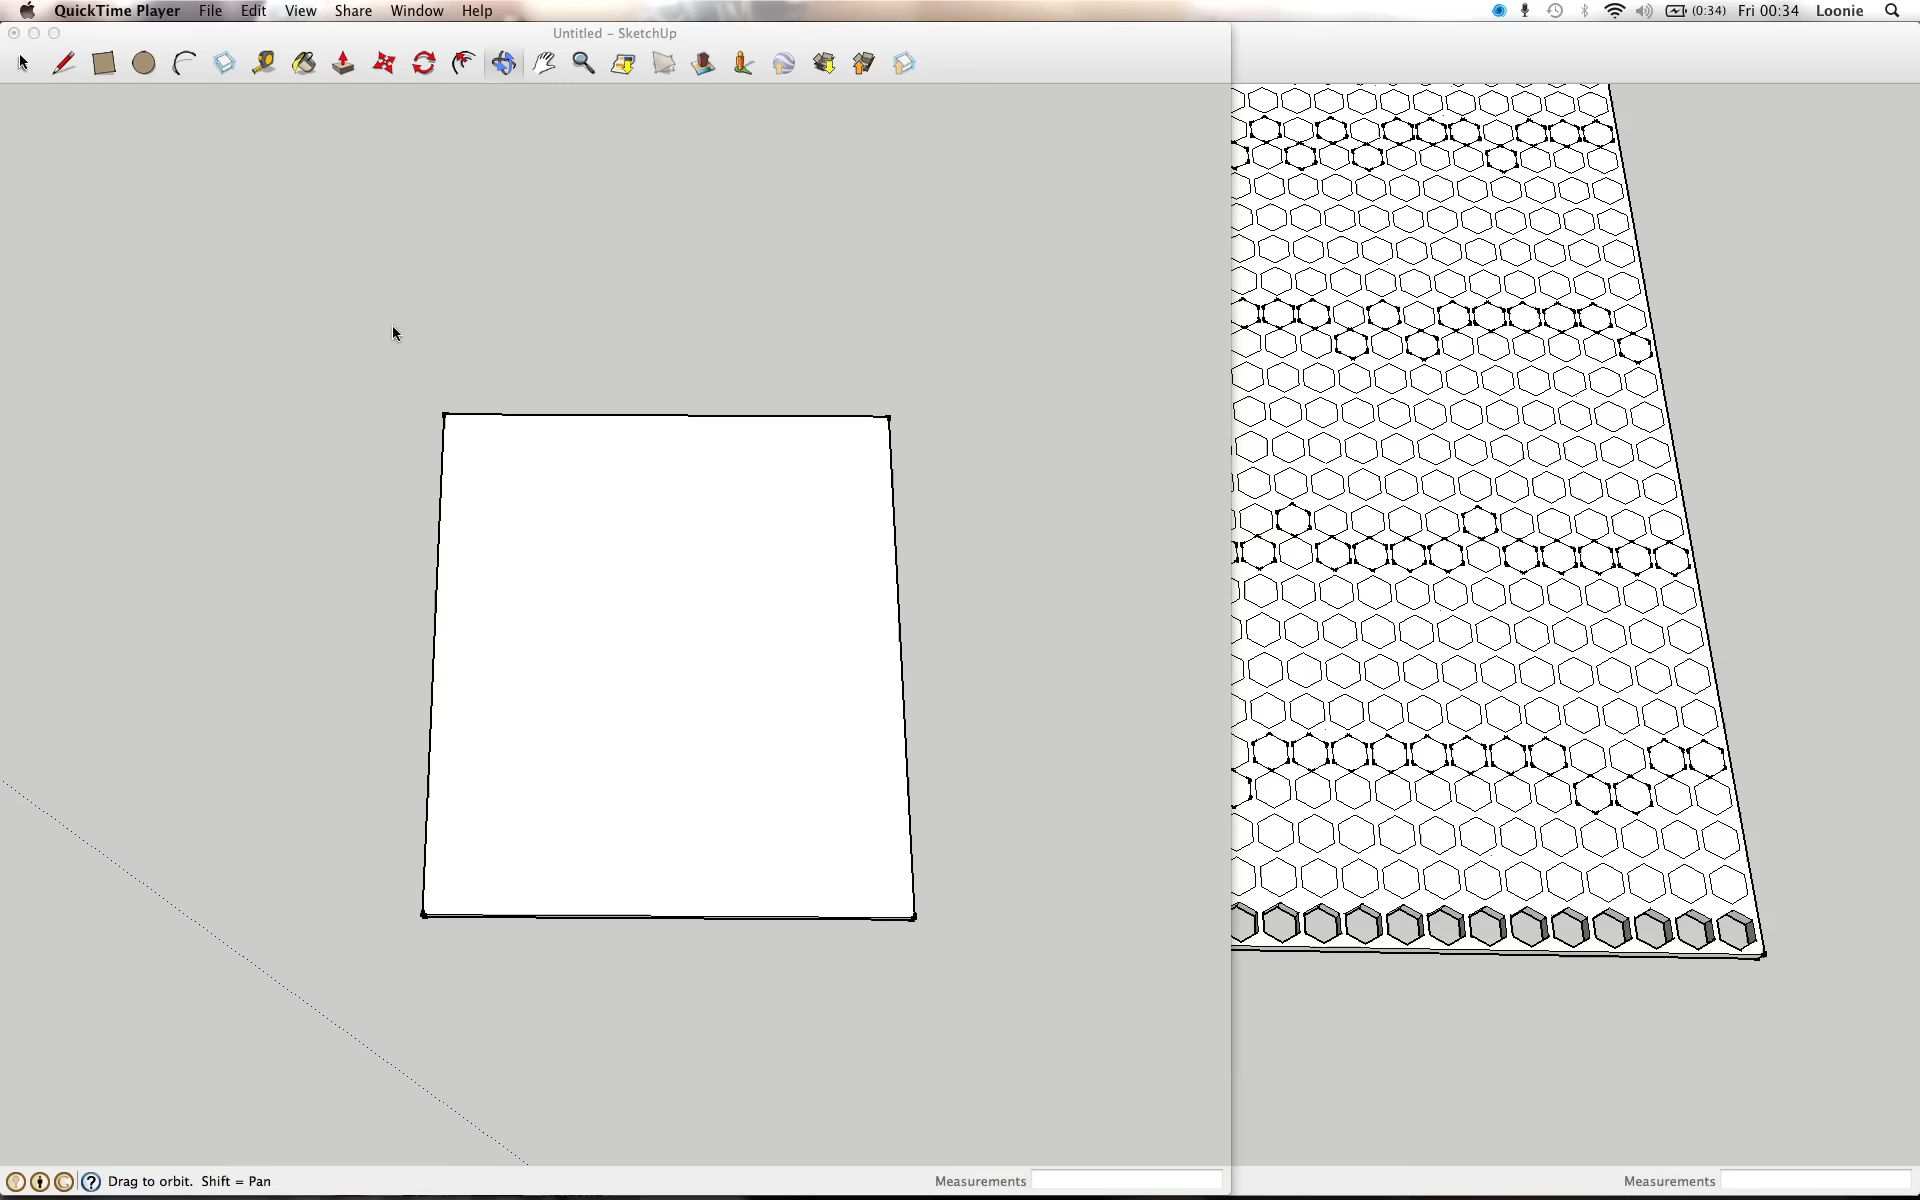 QuickTime Player File Edit View Share Window Help (0:34) Fri 00:34 Loonie
Untitled – SketchUp
Drag to orbit. Shift = Pan
Measurements
Measurements